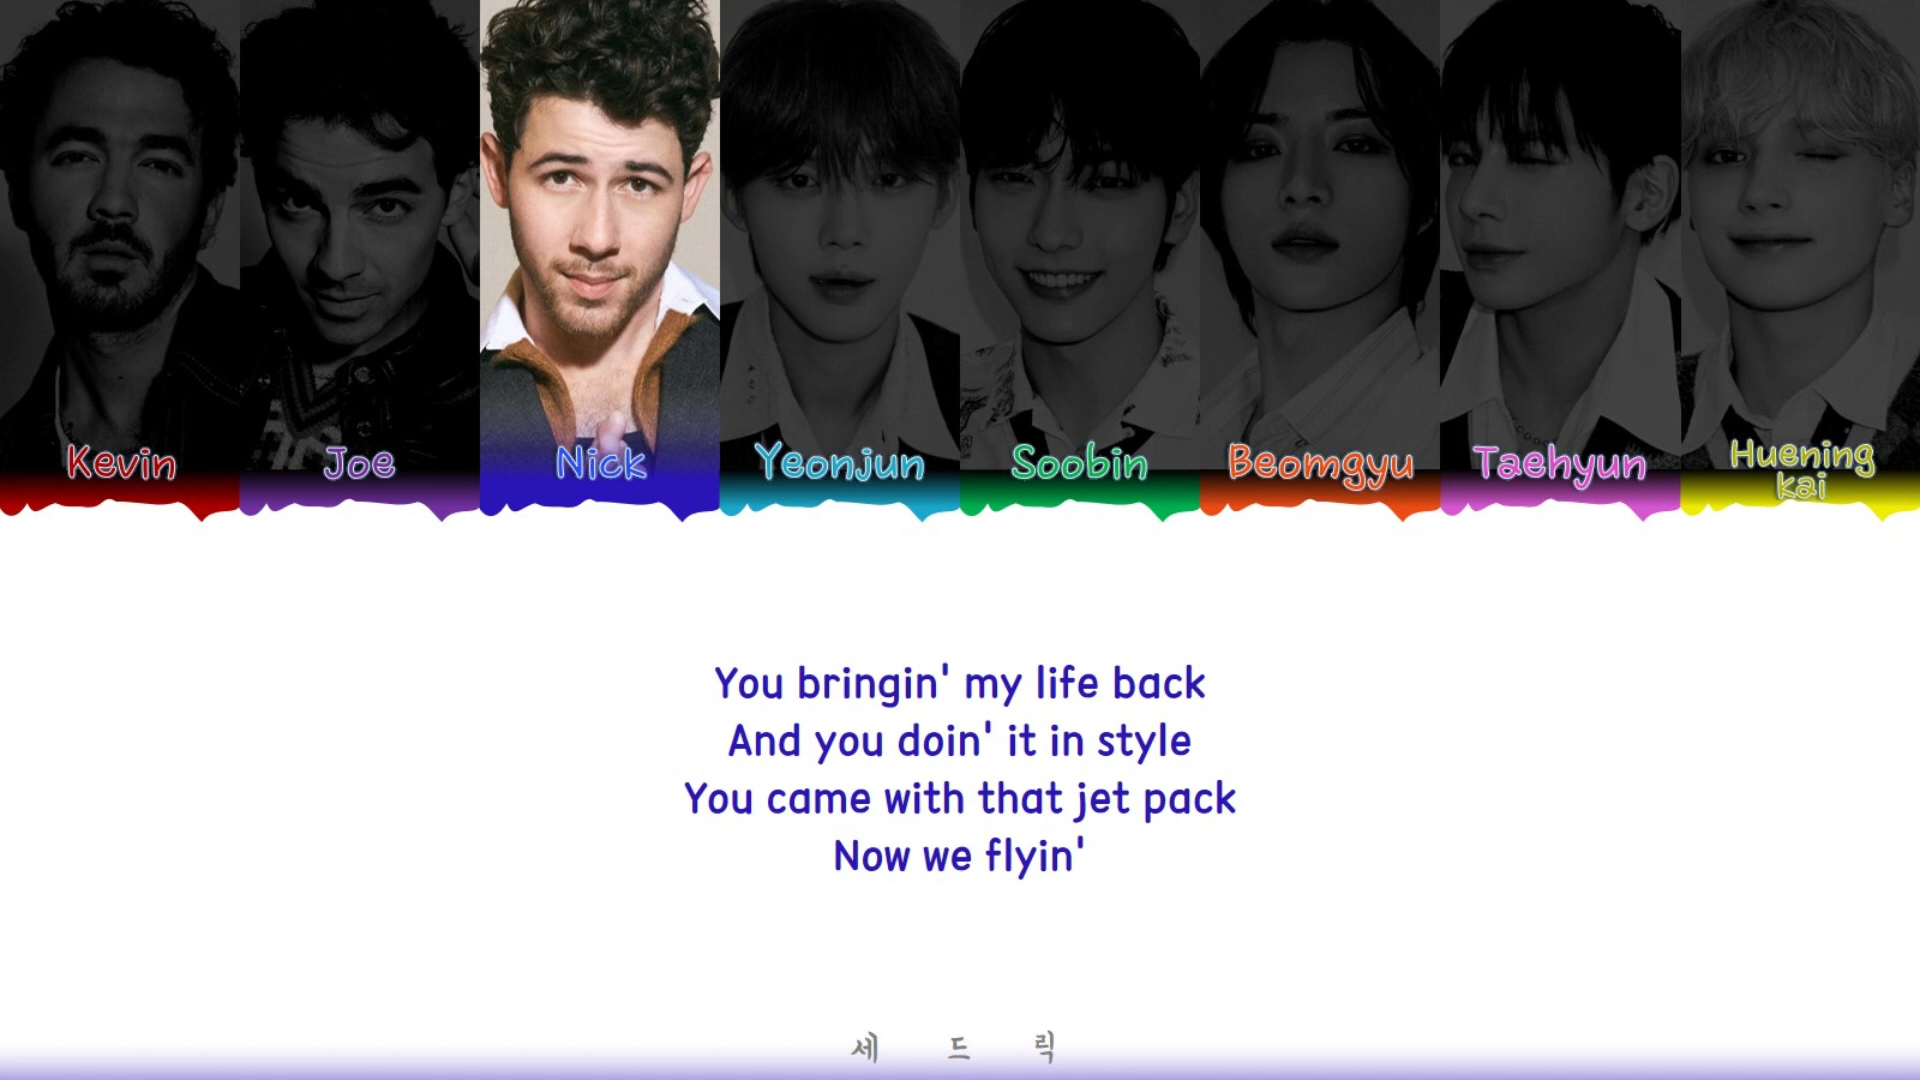 Kevin
Joe
Nick
Yeonjun
Soobin
Beomgyu
Taehyun
Huening
kai
You bringin' my life back
And you doin' it in style
You came with that jet pack
Now we flyin'
세 드 릭